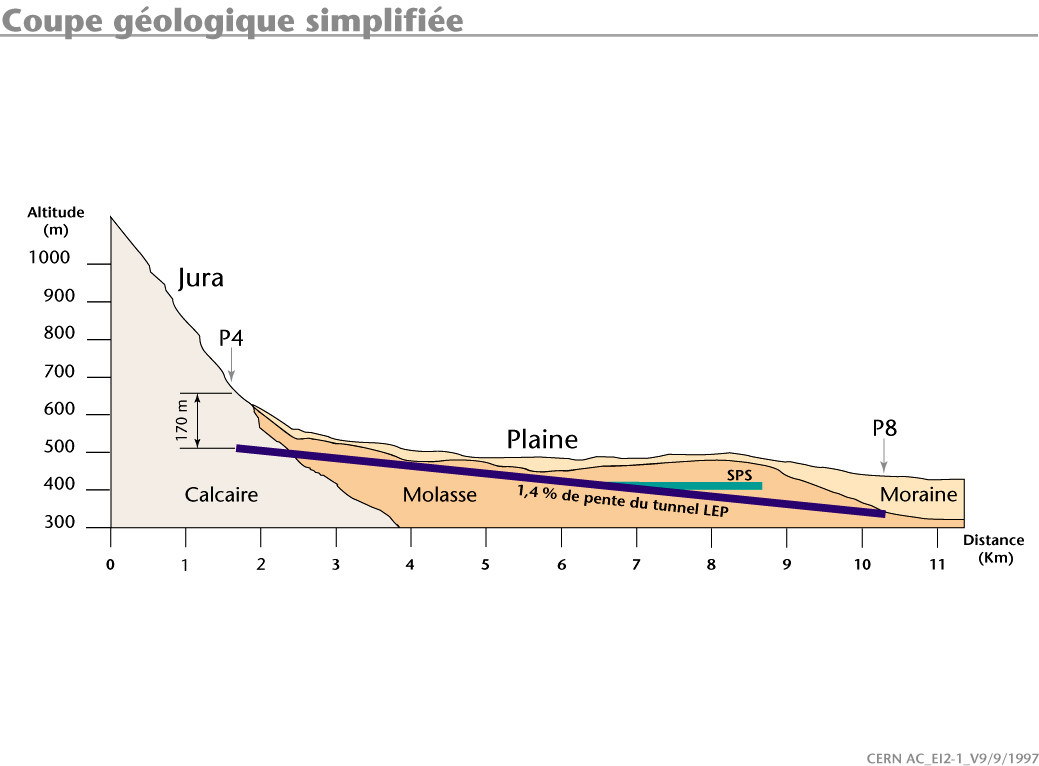 Coupe géologique simplifiée
Altitude
(m)
1000
900
800
700
600
500
400
300
Jura
P4
170 m
Plaine
P8
SPS
Calcaire
Molasse
1,4 % de pente du tunnel LEP
Moraine
0 1 2 3 4 5 6 7 8 9 10 11
Distance
(Km)
CERN AC_EI2-1_V9/9/1997